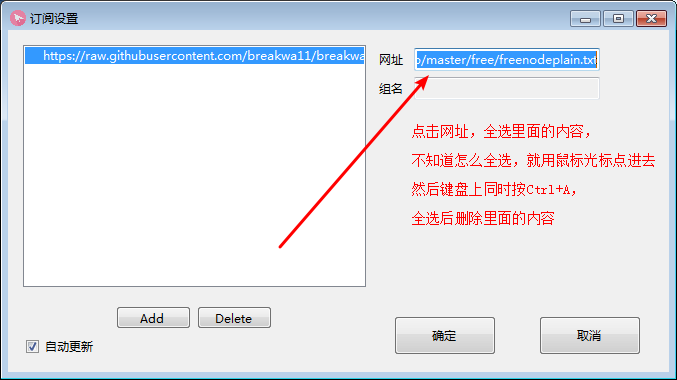 订阅设置
https://raw.githubusercontent.com/breakwa11/breakwa
网址
o/master/free/freenodeplain.txt
组名
点击网址，全选里面的内容，
不知道怎么全选，就用鼠标光标点进去
然后键盘上同时按Ctrl+A，
全选后删除里面的内容
Add
Delete
自动更新
确定
取消